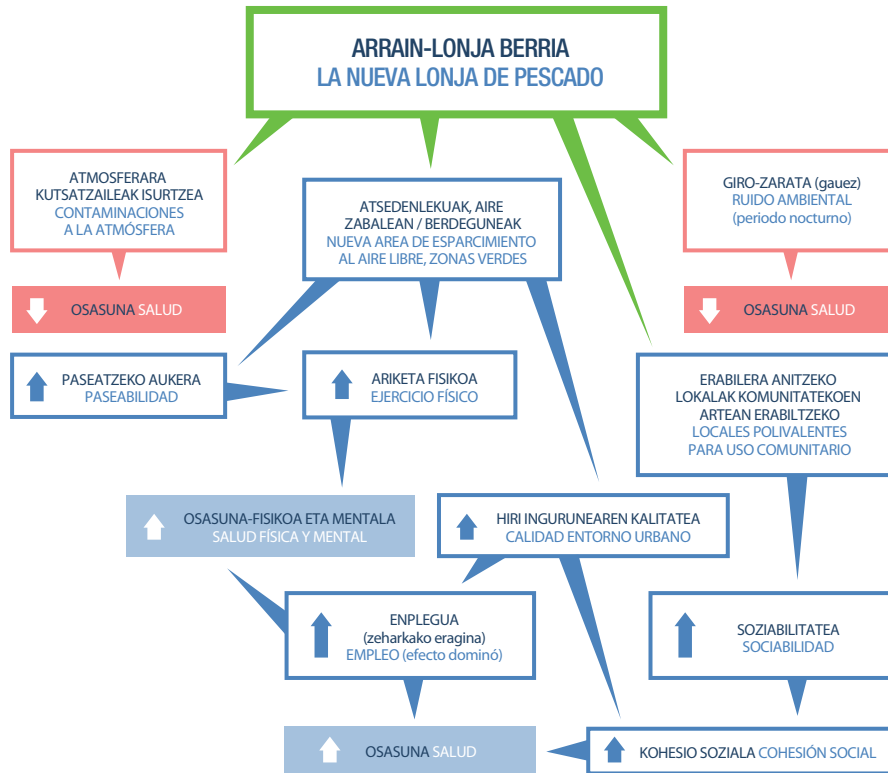 ARRAIN-LONJA BERRIA
LA NUEVA LONJA DE PESCADO
ATMOSFERARA
KUTSATZAILEAK ISURTZEA
CONTAMINACIONES
A LA ATMÓSFERA
ATSEDENLEKUAK, AIRE
ZABALEAN / BERDEGUNEAK
NUEVA AREA DE ESPARCIMIENTO
AL AIRE LIBRE, ZONAS VERDES
GIRO-ZARATA (gauez)
RUIDO AMBIENTAL
(periodo nocturno)
OSASUNA SALUD
OSASUNA SALUD
PASEATZEKO AUKERA
PASEABILIDAD
ARIKETA FISIKOA
EJERCICIO FÍSICO
ERABILERA ANITZEKO
LOKALAK KOMUNITATEKOEN
ARTEAN ERABILTZEKO
LOCALES POLIVALENTES
PARA USO COMUNITARIO
OSASUNA-FISIKOA ETA MENTALA
SALUD FÍSICA Y MENTAL
HIRI INGURUNEAREN KALITATEA
CALIDAD ENTORNO URBANO
ENPLEGUA
(zeharkako eragina)
EMPLEO (efecto dominó)
SOZIABILITATEA
SOCIABILIDAD
OSASUNA SALUD
KOHESIO SOZIALA COHESIÓN SOCIAL